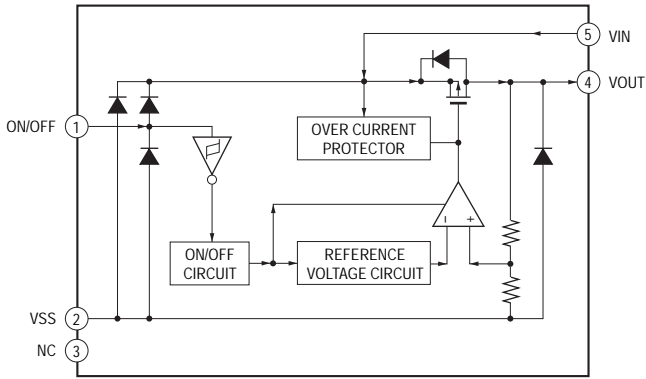 5 VIN
4 VOUT
ON/OFF 1
OVER CURRENT
PROTECTOR
- +
ON/OFF
CIRCUIT
REFERENCE
VOLTAGE CIRCUIT
VSS 2
NC 3